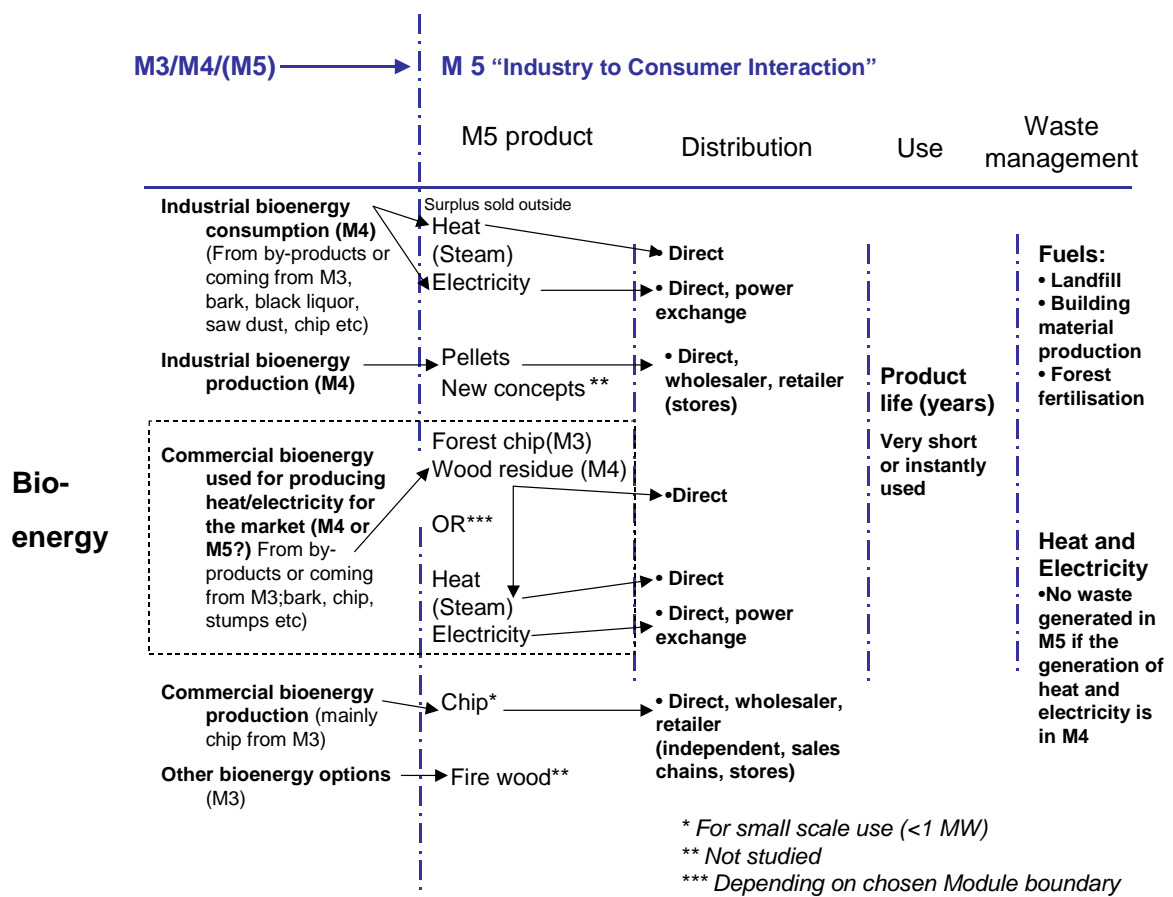 M3/M4/(M5)
M 5 “Industry to Consumer Interaction”
M5 product
Distribution
Use
Waste
management
Bio-
energy
Industrial bioenergy
consumption (M4)
(From by-products or
coming from M3,
bark, black liquor,
saw dust, chip etc)
Industrial bioenergy
production (M4)
Commercial bioenergy
used for producing
heat/electricity for
the market (M4 or
M5?) From by-
products or coming
from M3;bark, chip,
stumps etc)
Commercial bioenergy
production (mainly
chip from M3)
Other bioenergy options
(M3)
Surplus sold outside
Heat
(Steam)
Electricity
Pellets
New concepts **
Forest chip(M3)
Wood residue (M4)
OR***
Heat
(Steam)
Electricity
Chip*
Fire wood**
• Direct
• Direct, power
exchange
• Direct,
wholesaler, retailer
(stores)
•Direct
• Direct
• Direct, power
exchange
• Direct, wholesaler,
retailer
(independent, sales
chains, stores)
Product
life (years)
Very short
or instantly
used
Fuels:
• Landfill
• Building
material
production
• Forest
fertilisation
Heat and
Electricity
•No waste
generated in
M5 if the
generation of
heat and
electricity is
in M4
* For small scale use (<1 MW)
** Not studied
*** Depending on chosen Module boundary